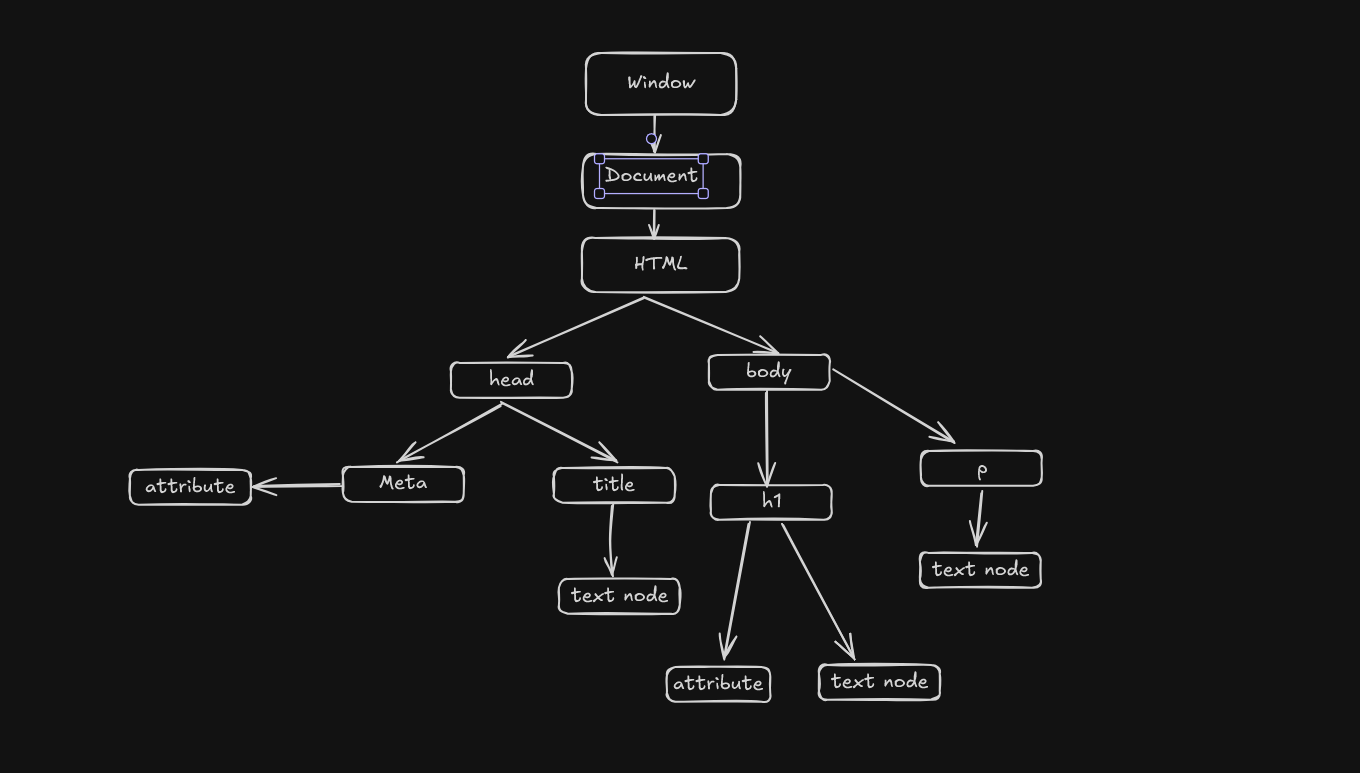 Window
Document
HTML
head
body
attribute
Meta
title
h1
p
text node
text node
attribute
text node